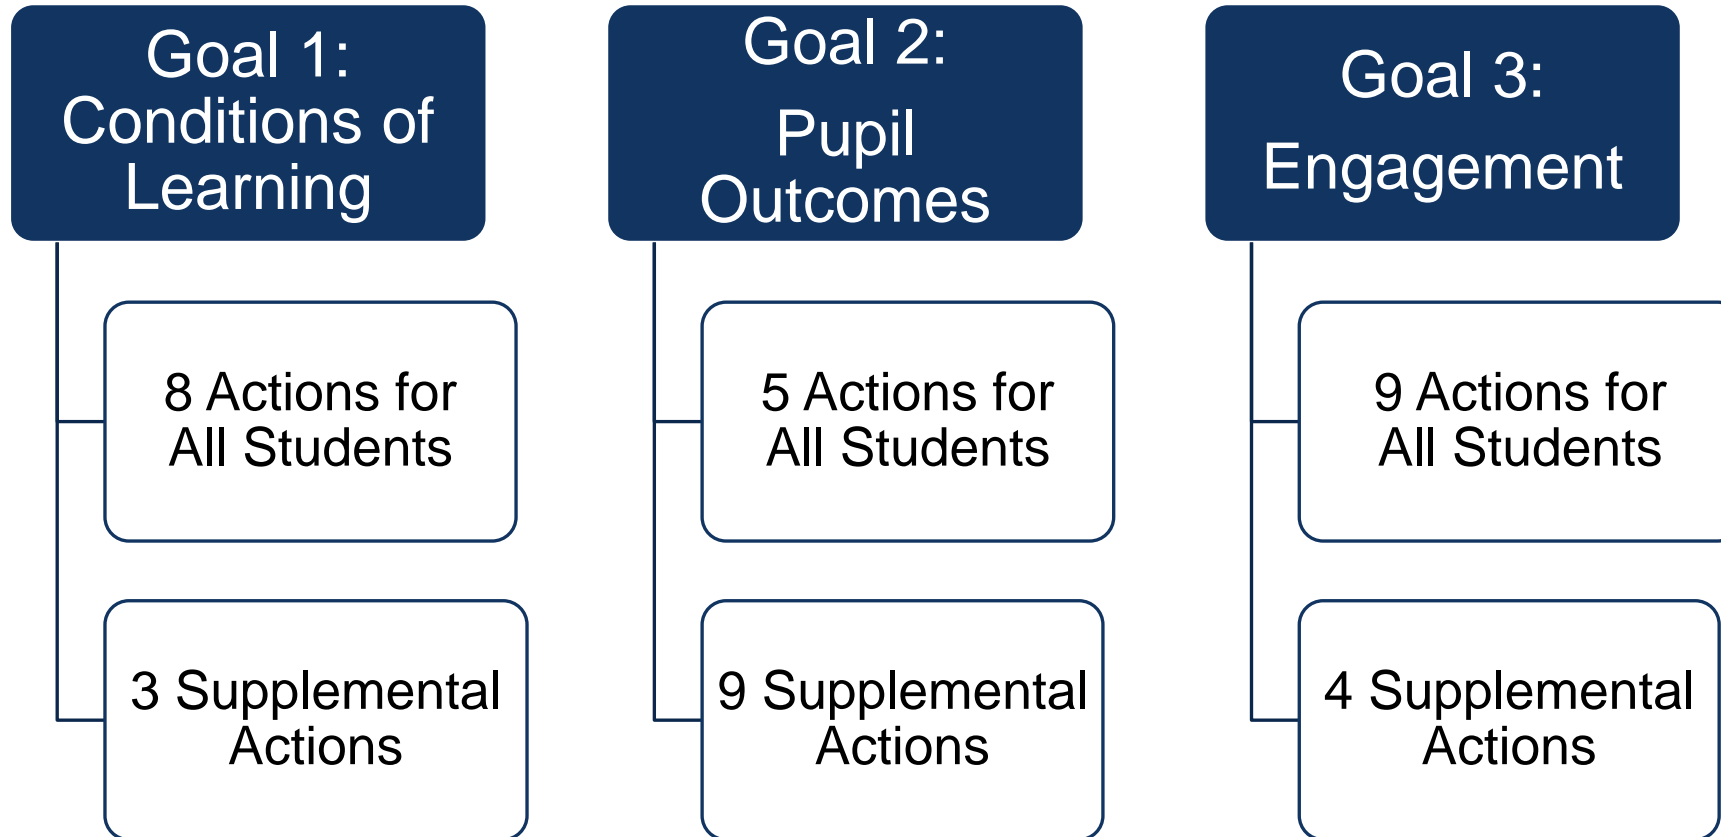 Goal 1:
Conditions of
Learning
8 Actions for
All Students
3 Supplemental
Actions
Goal 2:
Pupil
Outcomes
5 Actions for
All Students
9 Supplemental
Actions
Goal 3:
Engagement
9 Actions for
All Students
4 Supplemental
Actions